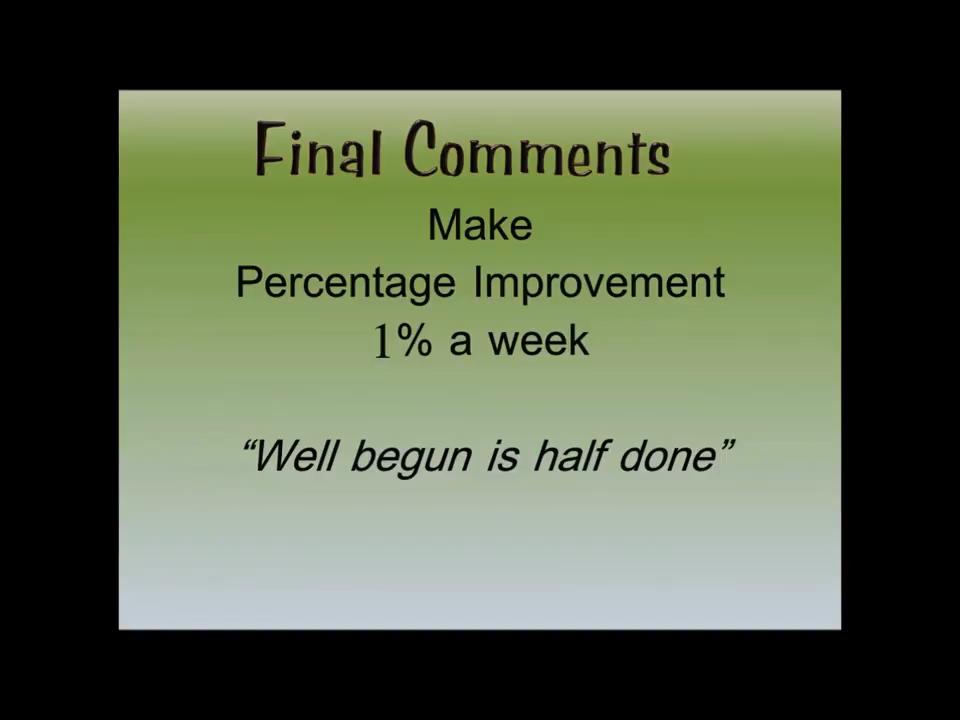 Final Comments
Make
Percentage Improvement
1% a week
“Well begun is half done”